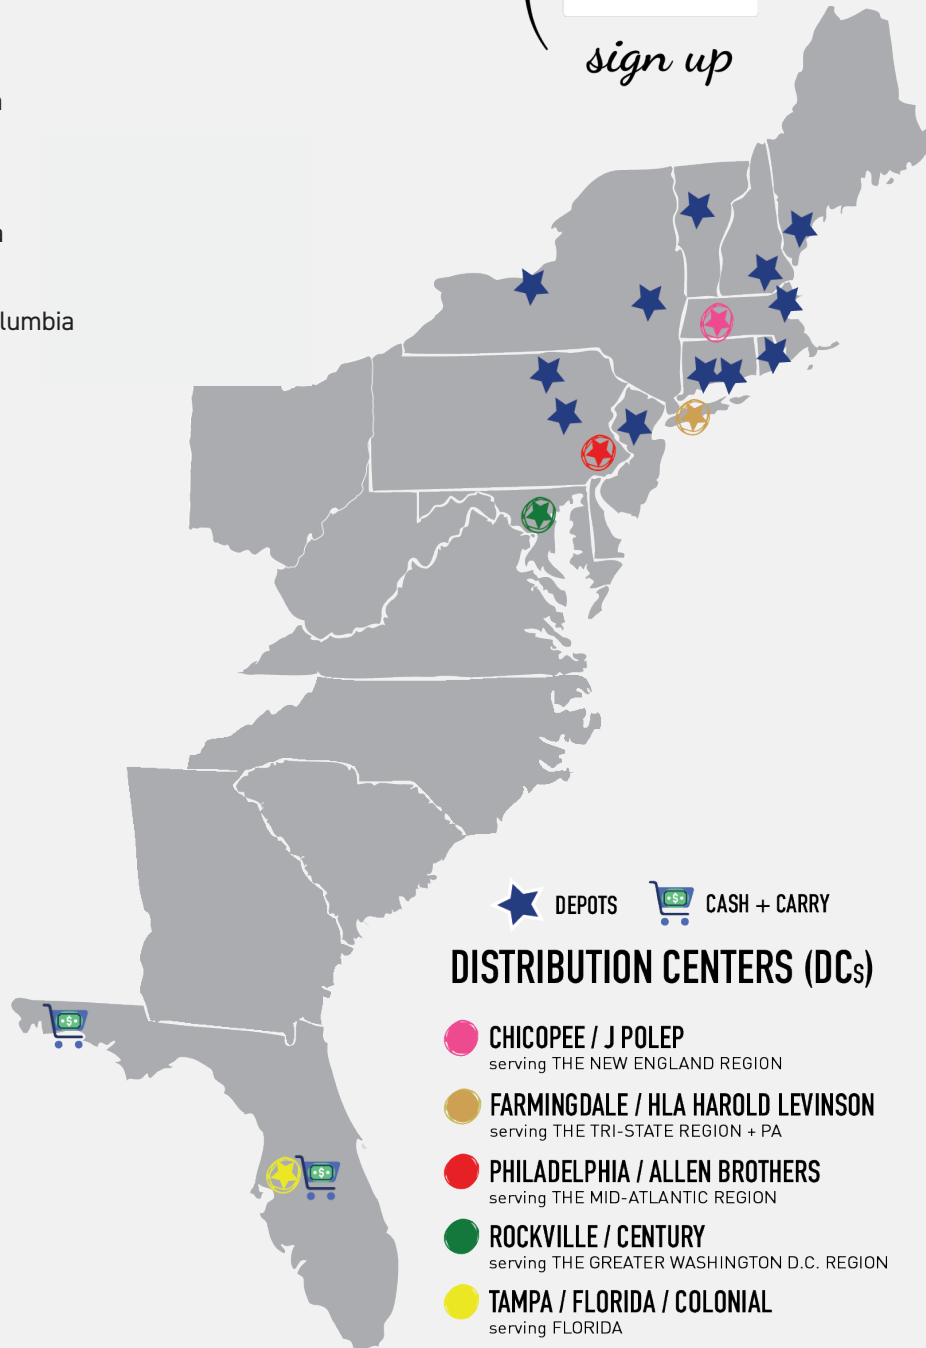 sign up
lumbia
DEPOTS
CASH + CARRY
DISTRIBUTION CENTERS (DCs)
CHICOPEE / J POLEP
serving THE NEW ENGLAND REGION
FARMINGDALE / HLA HAROLD LEVINSON
serving THE TRI-STATE REGION + PA
PHILADELPHIA / ALLEN BROTHERS
serving THE MID-ATLANTIC REGION
ROCKVILLE / CENTURY
serving THE GREATER WASHINGTON D.C. REGION
TAMPA / FLORIDA / COLONIAL
serving FLORIDA